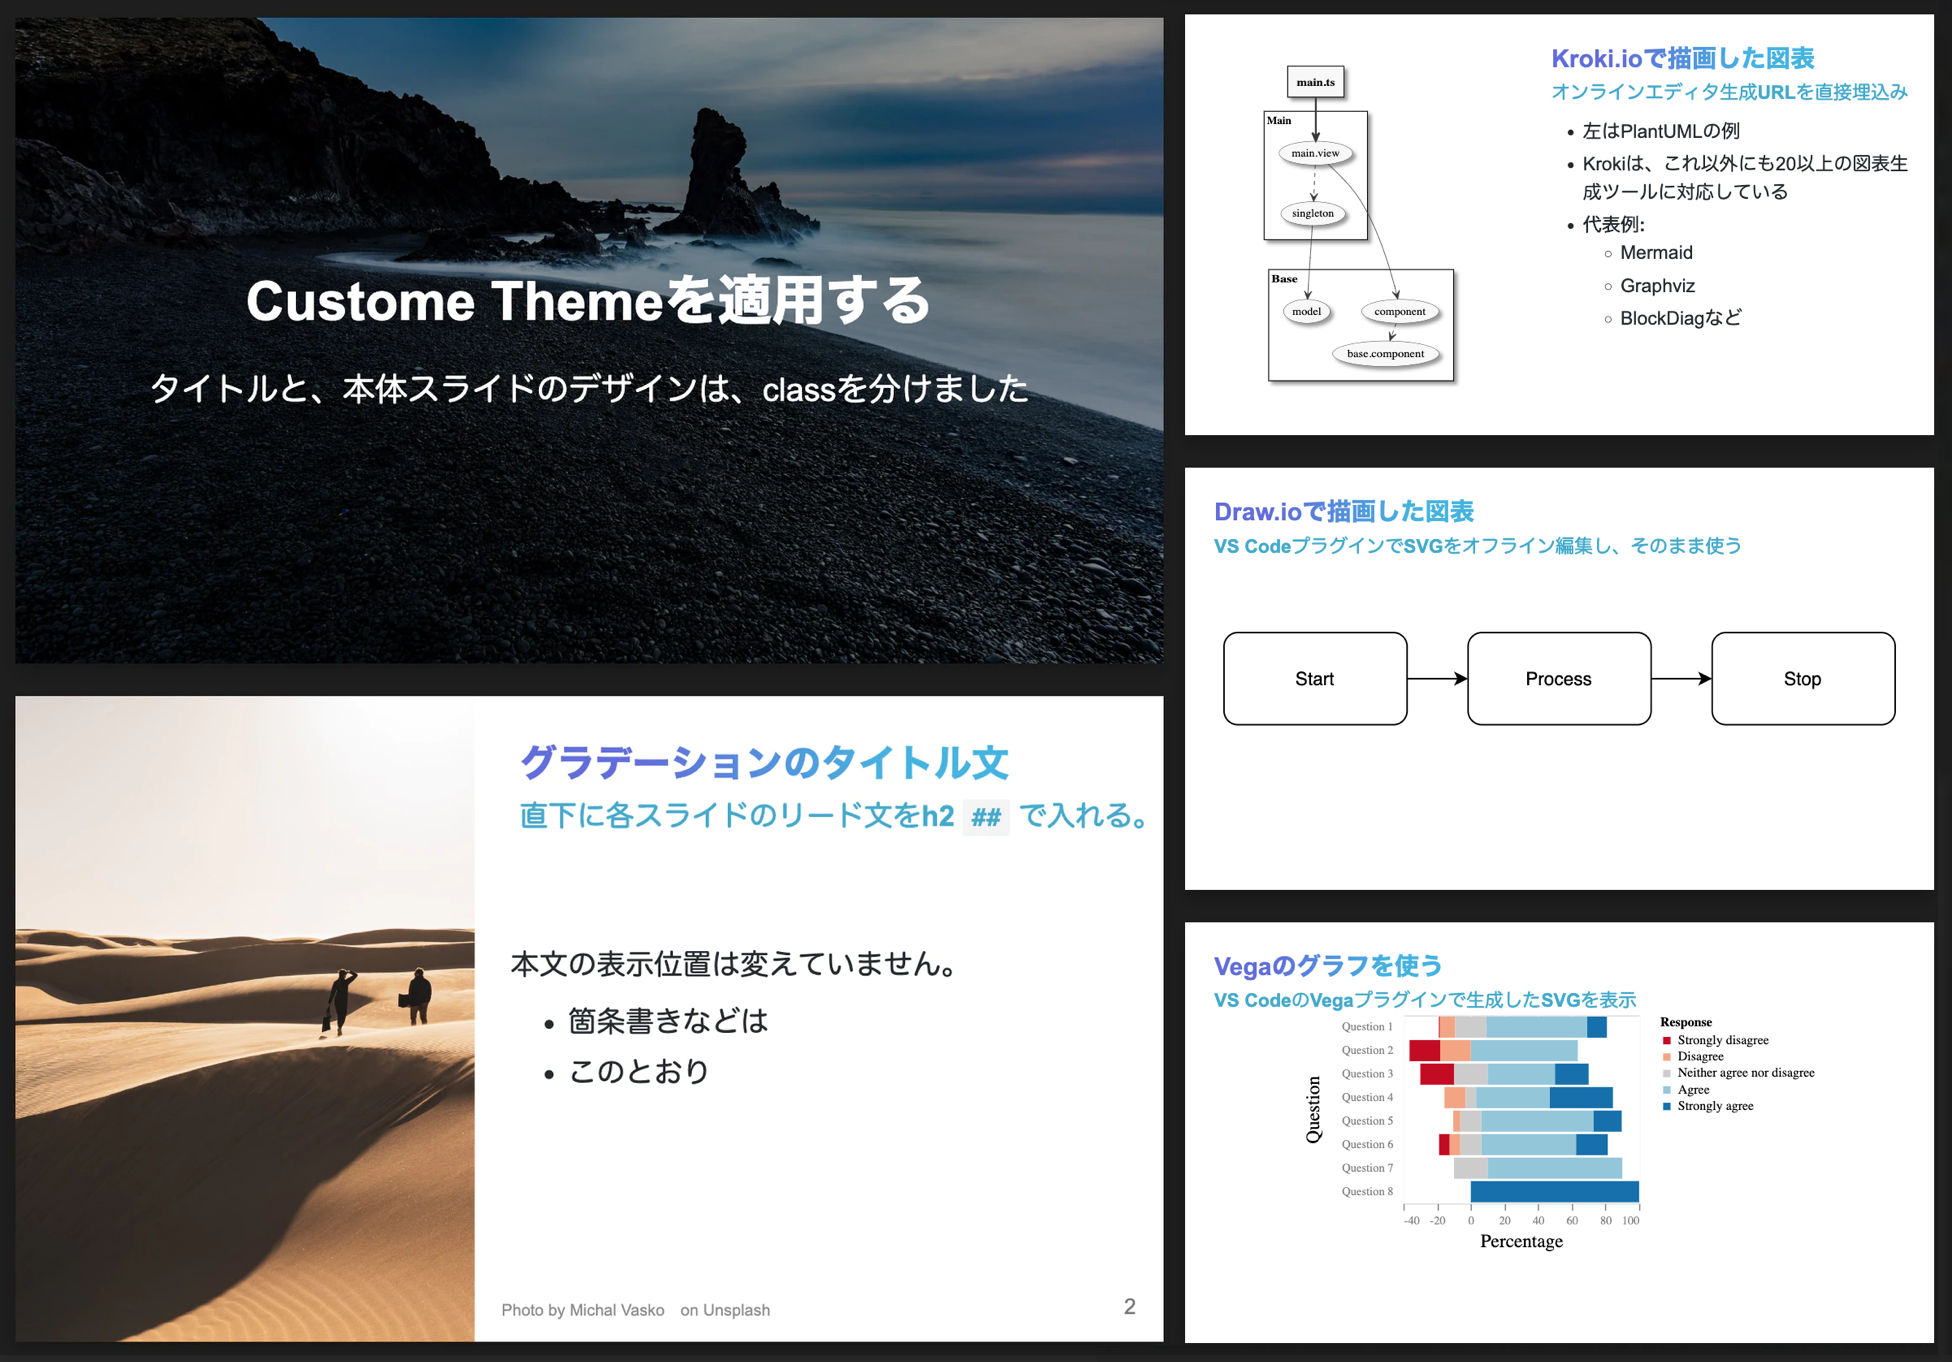 Custome Themeを適用する
タイトルと、本体スライドのデザインは、classを分けました
グラデーションのタイトル文
直下に各スライドのリード文をh2 ## で入れる。
本文の表示位置は変えていません。
• 箇条書きなどは
• このとおり
Photo by Michal Vasko on Unsplash
2
main.ts
Main
main.view
singleton
Base
model
component
base.component
Kroki.ioで描画した図表
オンラインエディタ生成URLを直接埋込み
• 左はPlantUMLの例
• Krokiは、これ以外にも20以上の図表生
成ツールに対応している
• 代表例:
○ Mermaid
○ Graphviz
○ BlockDiagなど
Draw.ioで描画した図表
VS CodeプラグインでSVGをオフライン編集し、そのまま使う
Start
Process
Stop
Vegaのグラフを使う
VS CodeのVegaプラグインで生成したSVGを表示
Question
Question 1
Question 2
Question 3
Question 4
Question 5
Question 6
Question 7
Question 8
-40 -20 0 20 40 60 80 100
Percentage
Response
Strongly disagree
Disagree
Neither agree nor disagree
Agree
Strongly agree